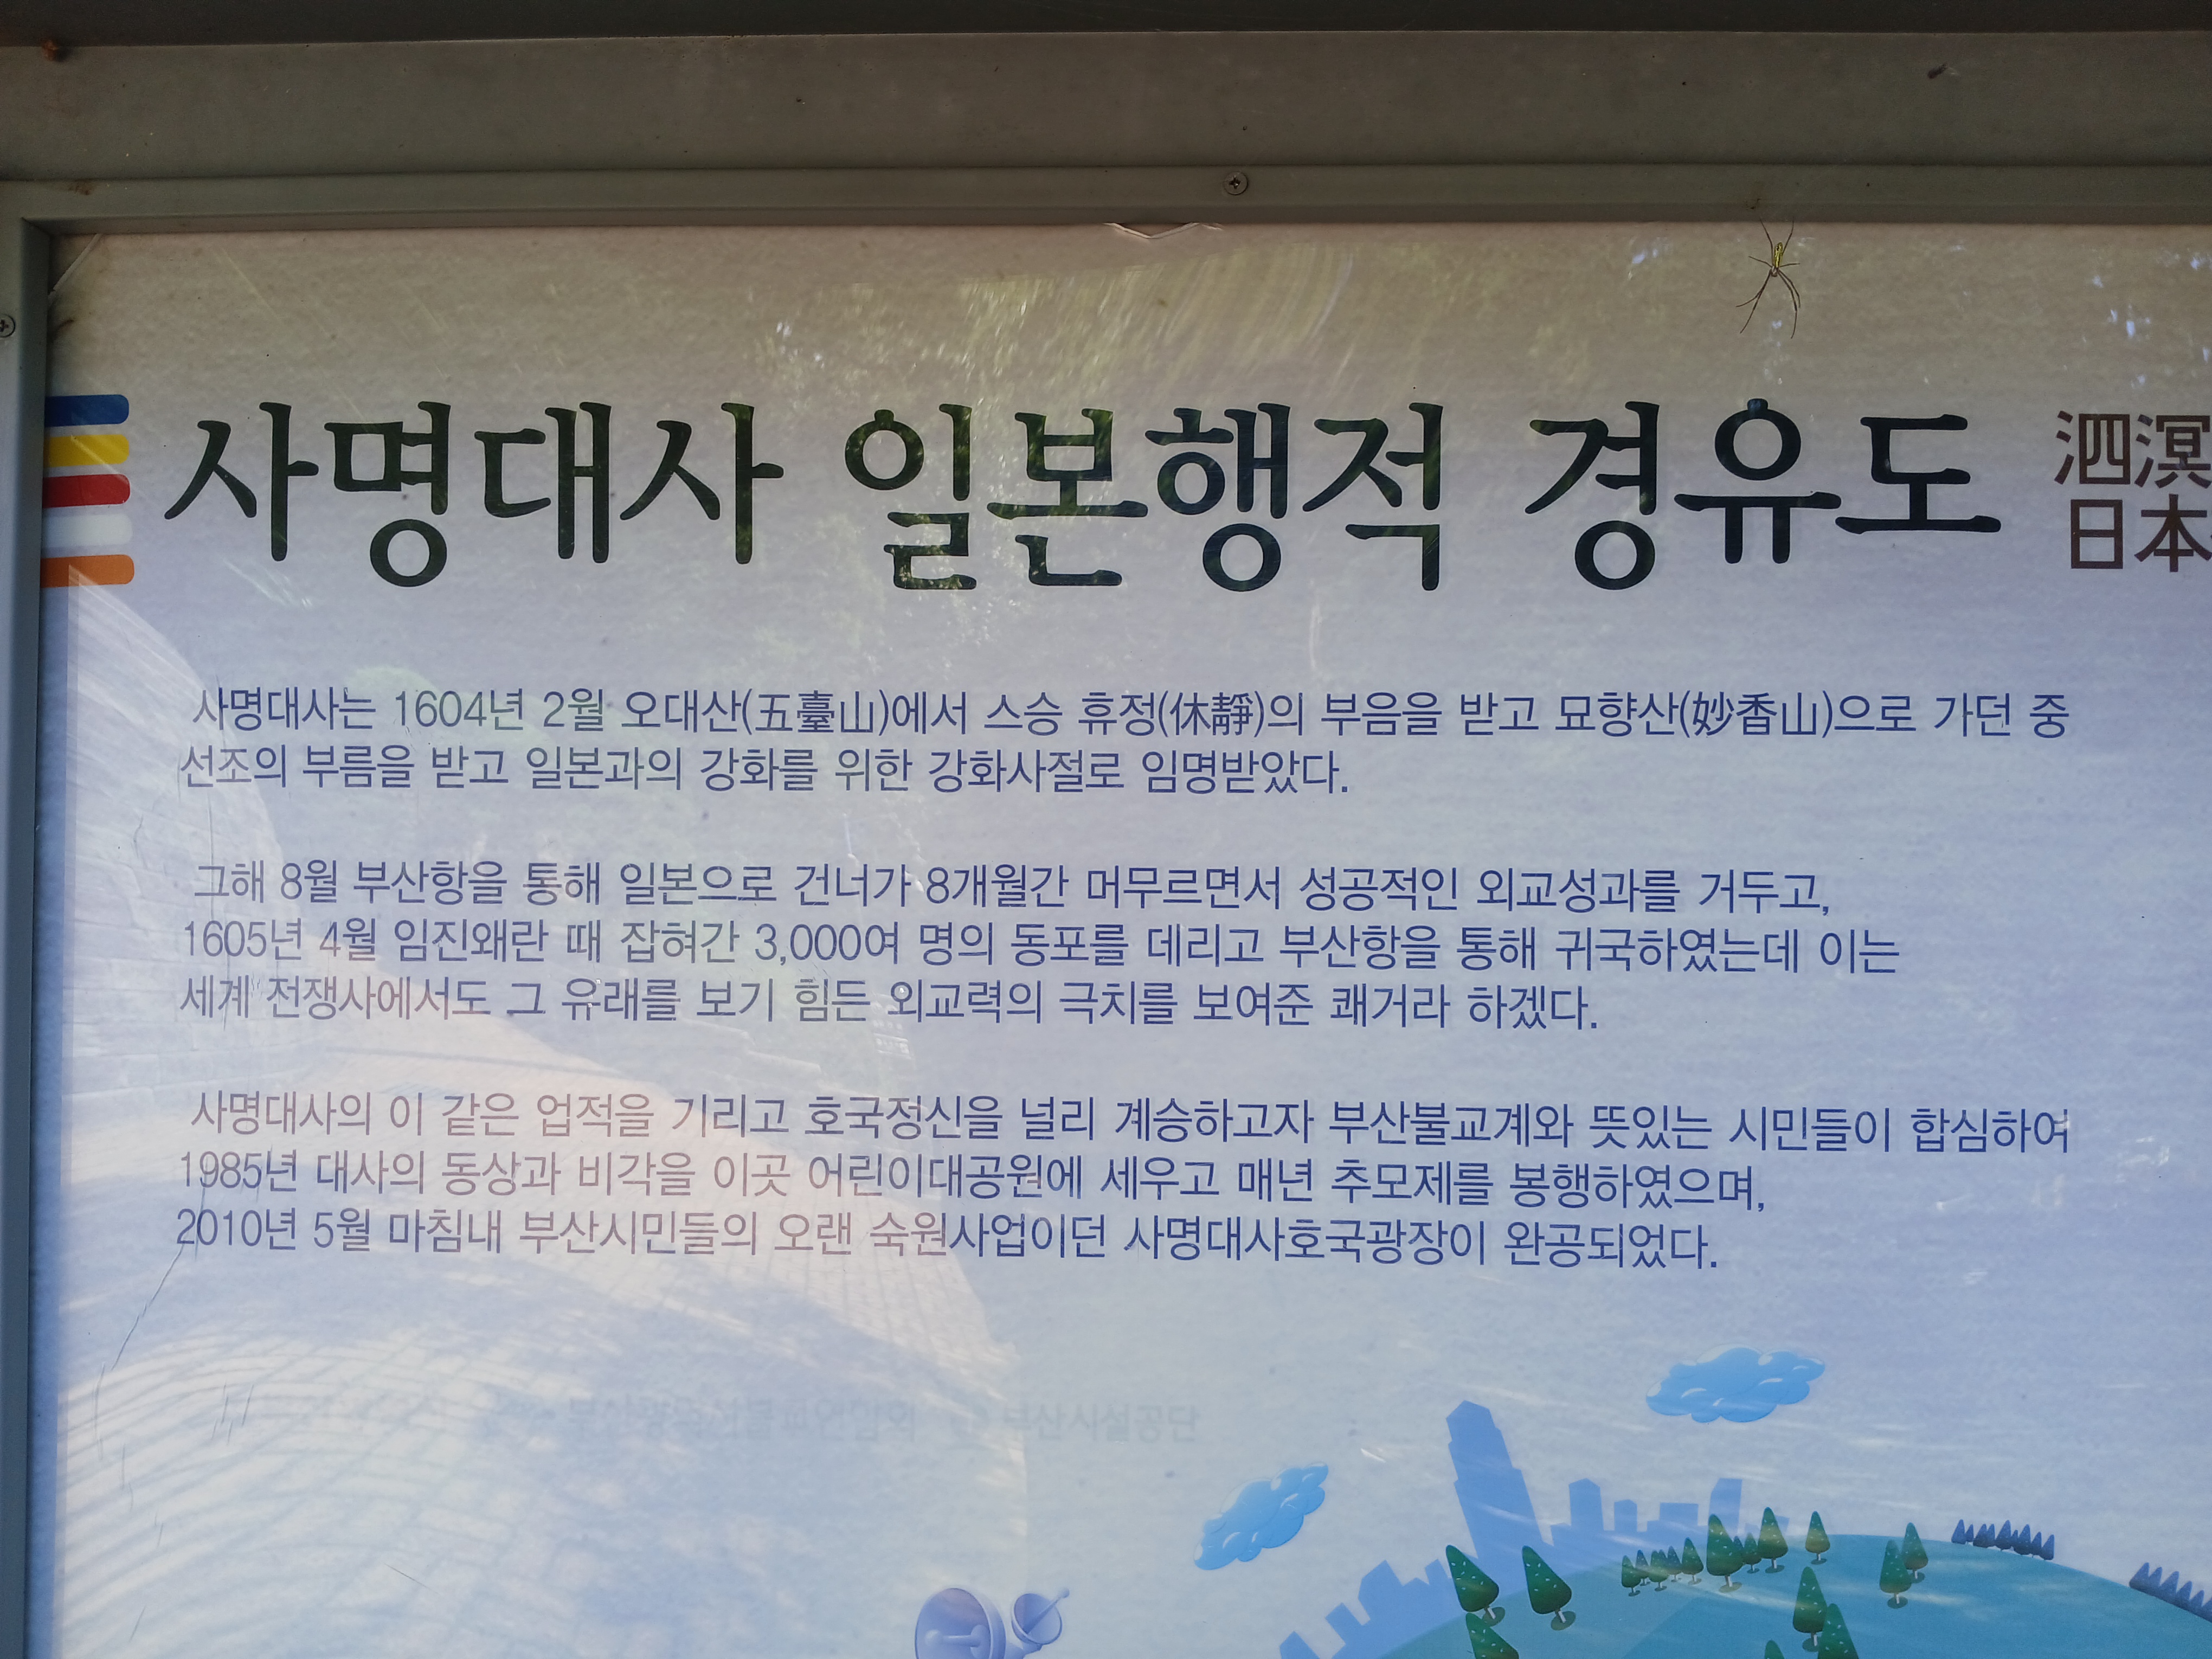 사명대사 일본행적 경유도
泗溟
日本
사명대사는 1604년 2월 오대산(五臺山)에서 스승 휴정(休靜)의 부음을 받고 묘향산(妙香山)으로 가던 중
선조의 부름을 받고 일본과의 강화를 위한 강화사절로 임명받았다.
그해 8월 부산항을 통해 일본으로 건너가 8개월간 머무르면서 성공적인 외교성과를 거두고,
1605년 4월 임진왜란 때 잡혀간 3,000여 명의 동포를 데리고 부산항을 통해 귀국하였는데 이는
세계 전쟁사에서도 그 유래를 보기 힘든 외교력의 극치를 보여준 쾌거라 하겠다.
사명대사의 이 같은 업적을 기리고 호국정신을 널리 계승하고자 부산불교계와 뜻있는 시민들이 합심하여
1985년 대사의 동상과 비각을 이곳 어린이대공원에 세우고 매년 추모제를 봉행하였으며,
2010년 5월 마침내 부산시민들의 오랜 숙원사업이던 사명대사호국광장이 완공되었다.
부산시설공단